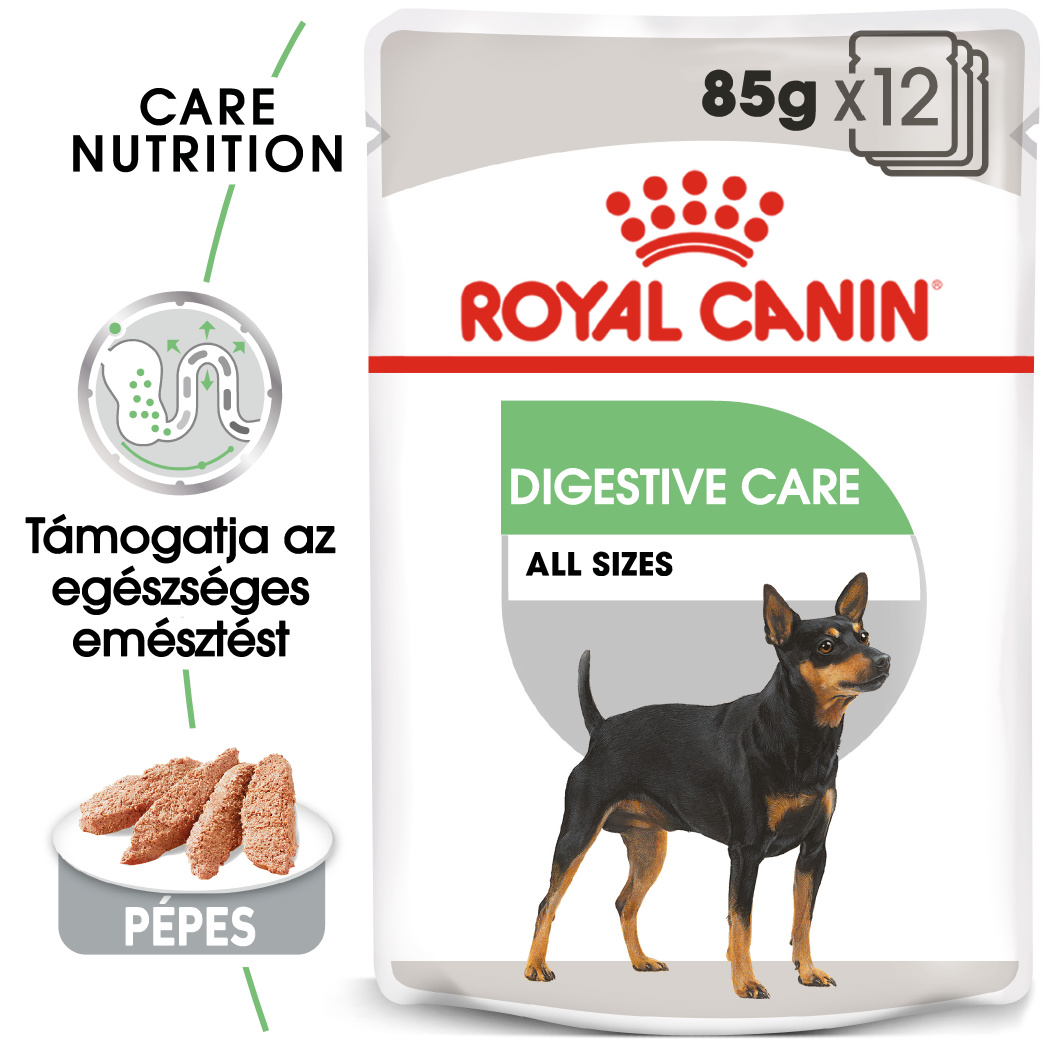 CARE
NUTRITION
Támogatja az
egészséges
emésztést
PÉPES
85g x12
ROYAL CANIN®
DIGESTIVE CARE
ALL SIZES